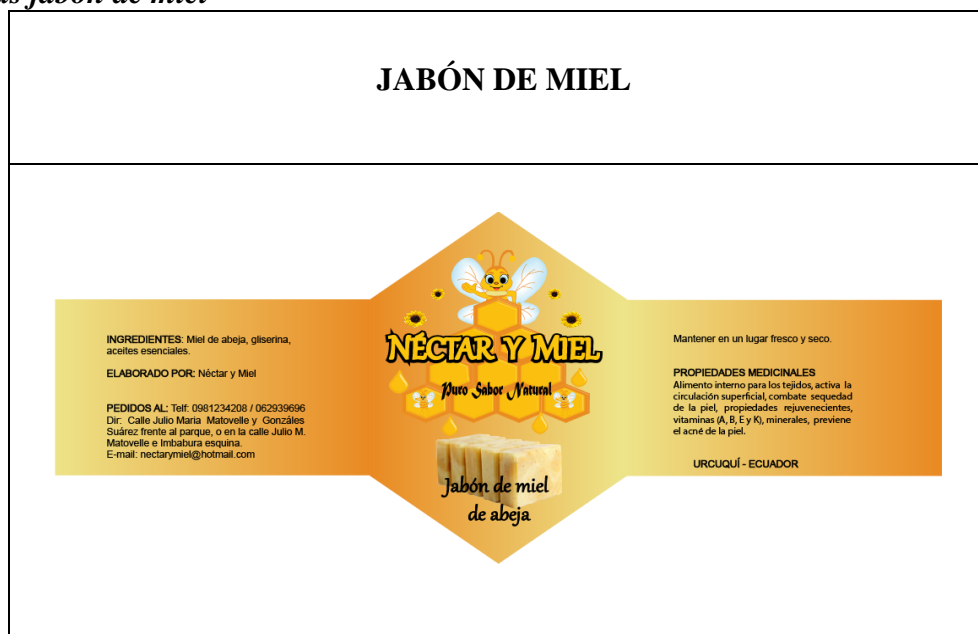 jabón de miel
JABÓN DE MIEL
INGREDIENTES: Miel de abeja, gliserina,
aceites esenciales.
ELABORADO POR: Néctar y Miel
PEDIDOS AL: Telf: 0981234208 / 062939696
Dir: Calle Julio María Matovelle y Gonzáles
Suárez frente al parque, o en la calle Julio M.
Matovelle e Imbabura esquina.
E-mail: nectarymiel@hotmail.com
NÉCTAR Y MIEL
Puro Sabor Natural
Jabón de miel
de abeja
Mantener en un lugar fresco y seco.
PROPIEDADES MEDICINALES
Alimento interno para los tejidos, activa la
circulación superficial, combate sequedad
de la piel, propiedades rejuvenecientes,
vitaminas (A, B, E y K), minerales, previene
el acné de la piel.
URCUQUÍ - ECUADOR